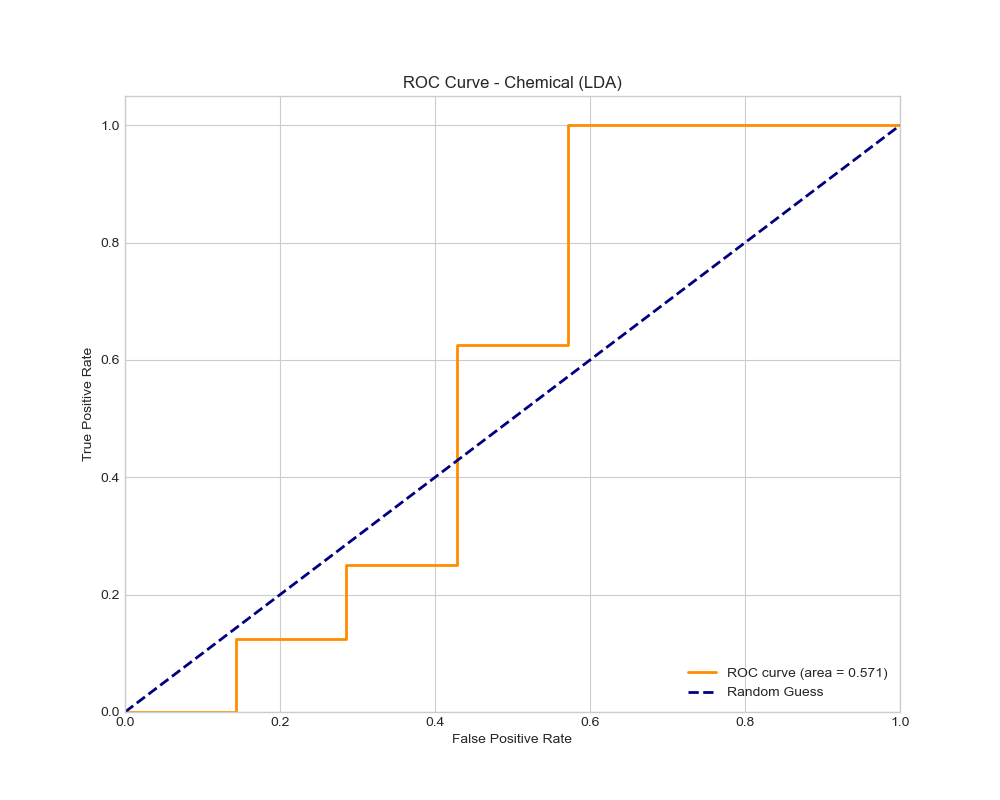 ROC Curve - Chemical (LDA)
True Positive Rate
1.0
0.8
0.6
0.4
0.2
0.0
0.0 0.2 0.4 0.6 0.8 1.0
False Positive Rate
ROC curve (area = 0.571)
Random Guess